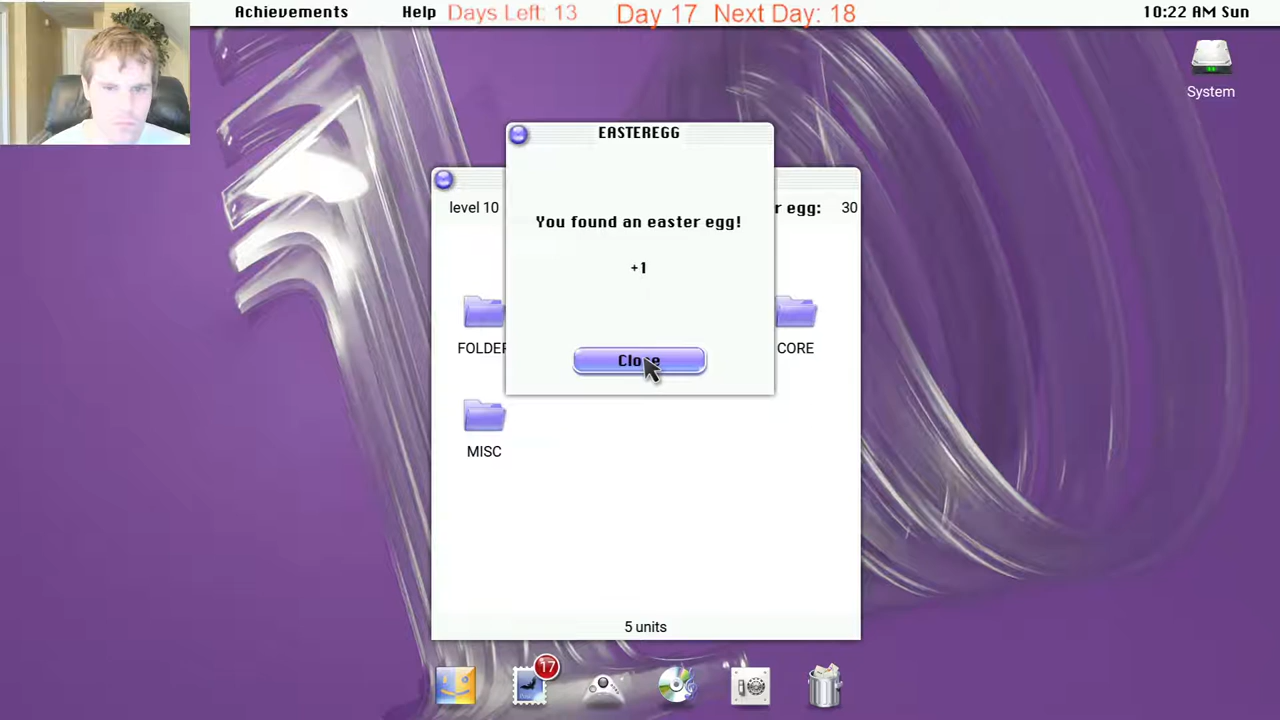 Achievements Help Days Left: 13 Day 17 Next Day: 18 10:22 AM Sun
System
EASTEREGG
level 10 r egg: 30
You found an easter egg!
+1
FOLDER CORE
Close
MISC
5 units
17